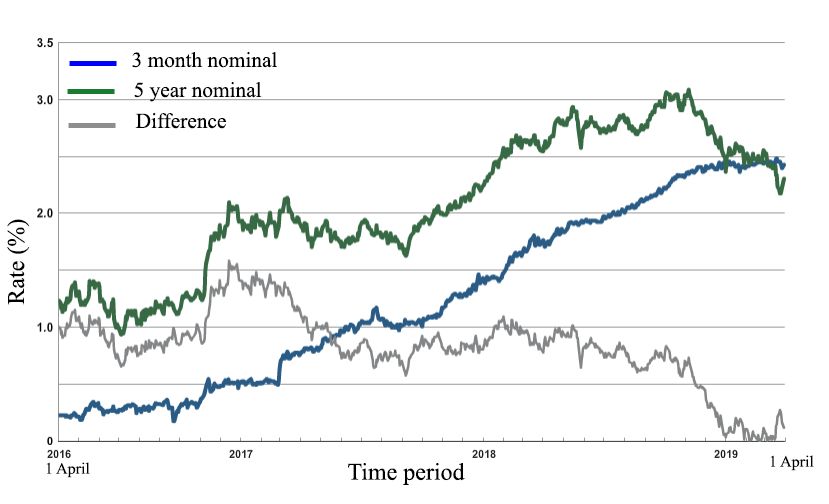 3.5
3 month nominal
5 year nominal
3.0
Difference
2.0
Rate (%)
1.0
0
2016 2017 2018 2019
1 April Time period 1 April